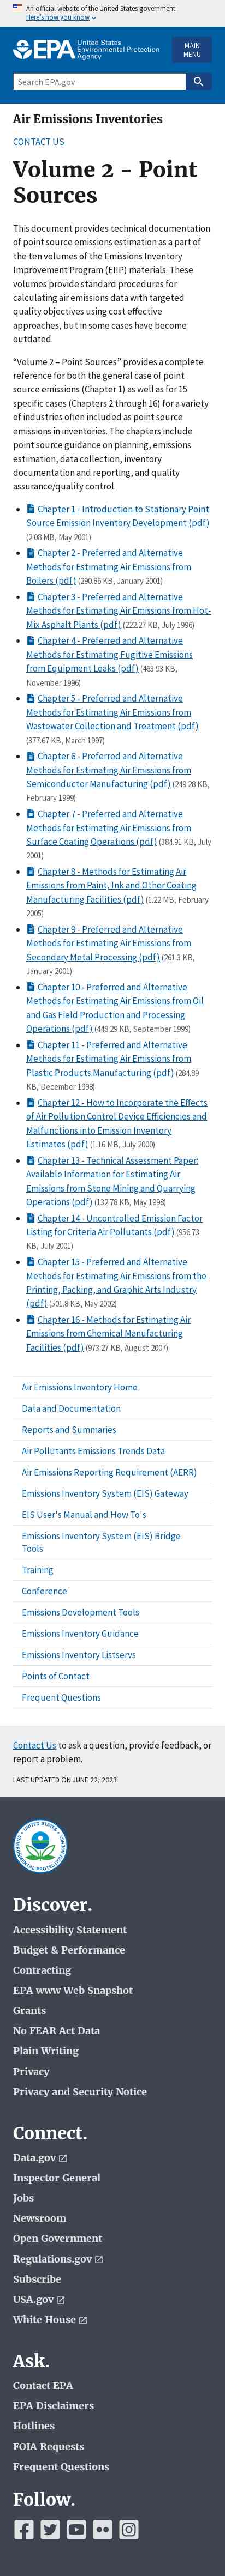 An official website of the United States government
Here's how you know
EPA United States
Environmental Protection
Agency
MAIN
MENU
Search EPA.gov
Air Emissions Inventories
CONTACT US
Volume 2 - Point
Sources
This document provides the volume containing point
source guidance documents developed under the
guidance of the Emissions Inventory
Improvement Program (EIIP) materials. These
volumes present standardized approaches for
updating the procedures used for regulatory
quality objectives using cost effective
approaches, but in practice have become
outdated.
“Volume 2 – Point Sources” provides a complete
reference for both the general case of point
emissions (Chapter 1) as well as for 15
specific chapters (Chapters 2 through 16) for a variety
of industries often included as important
components of emission inventories. The chapters
include point source guidance on planning, emissions
estimation, data collection, inventory
documentation and reporting, and quality
assurance/quality control.
Chapter 1 - Introduction to Stationary Point
Source Emission Inventory Development (pdf)
(2.08 MB, May 2001)
Chapter 2 - Preferred and Alternative
Methods for Estimating Air Emissions from
Boilers (pdf) (290.86 KB, January 2001)
Chapter 3 - Preferred and Alternative
Methods for Estimating Air Emissions from Hot-
Mix Asphalt Plants (pdf) (222.27 KB, July 1996)
Chapter 4 - Preferred and Alternative
Methods for Estimating Fugitive Emissions
from Equipment Leaks (pdf) (463.93 KB,
November 1996)
Chapter 5 - Preferred and Alternative
Methods for Estimating Air Emissions from
Wastewater Collection and Treatment (pdf)
(377.67 KB, March 1997)
Chapter 6 - Preferred and Alternative
Methods for Estimating Air Emissions from
Semiconductor Manufacturing (pdf) (249.28 KB,
February 1999)
Chapter 7 - Preferred and Alternative
Methods for Estimating Air Emissions from
Surface Coating Operations (pdf) (384.91 KB, July
2001)
Chapter 8 - Methods for Estimating Air
Emissions from Paint, Ink and Other Coating
Manufacturing Facilities (pdf) (1.22 MB, February
2005)
Chapter 9 - Preferred and Alternative
Methods for Estimating Air Emissions from
Secondary Metal Processing (pdf) (261.3 KB,
January 2001)
Chapter 10 - Preferred and Alternative
Methods for Estimating Air Emissions from Oil
and Gas Field Production and Processing
Operations (pdf) (448.29 KB, September 1999)
Chapter 11 - Preferred and Alternative
Methods for Estimating Air Emissions from
Plastic Products Manufacturing (pdf) (284.89
KB, December 1998)
Chapter 12 - How to Incorporate the Effects
of Air Pollution Control Device Efficiencies and
Malfunctions into Emission Inventory
Estimates (pdf) (1.16 MB, July 2000)
Chapter 13 - Technical Assessment Paper:
Available Information for Estimating Air
Emissions from Stone Mining and Quarrying
Operations (pdf) (132.78 KB, May 1998)
Chapter 14 - Uncontrolled Emission Factor
Listing for Criteria Air Pollutants (pdf) (956.73
KB, July 2001)
Chapter 15 - Preferred and Alternative
Methods for Estimating Air Emissions from the
Printing, Packing, and Graphic Arts Industry
(pdf) (501.8 KB, May 2002)
Chapter 16 - Methods for Estimating Air
Emissions from Chemical Manufacturing
Facilities (pdf) (973.27 KB, August 2007)
Air Emissions Inventory Home
Data and Documentation
Reports and Summaries
Air Pollutants Emissions Trends Data
Air Emissions Reporting Requirement (AERR)
Emissions Inventory System (EIS) Gateway
EIS User's Manual and How To's
Emissions Inventory System (EIS) Bridge
Tools
Training
Conference
Emissions Development Tools
Emissions Inventory Guidance
Emissions Inventory Listservs
Points of Contact
Frequent Questions
Contact Us to ask a question, provide feedback, or
report a problem.
LAST UPDATED ON JUNE 22, 2023
UNITED STATES
ENVIRONMENTAL PROTECTION AGENCY
Discover.
Accessibility Statement
Budget & Performance
Contracting
EPA www Web Snapshot
Grants
No FEAR Act Data
Plain Writing
Privacy
Privacy and Security Notice
Connect.
Data.gov
Inspector General
Jobs
Newsroom
Open Government
Regulations.gov
Subscribe
USA.gov
White House
Ask.
Contact EPA
EPA Disclaimers
Hotlines
FOIA Requests
Frequent Questions
Follow.